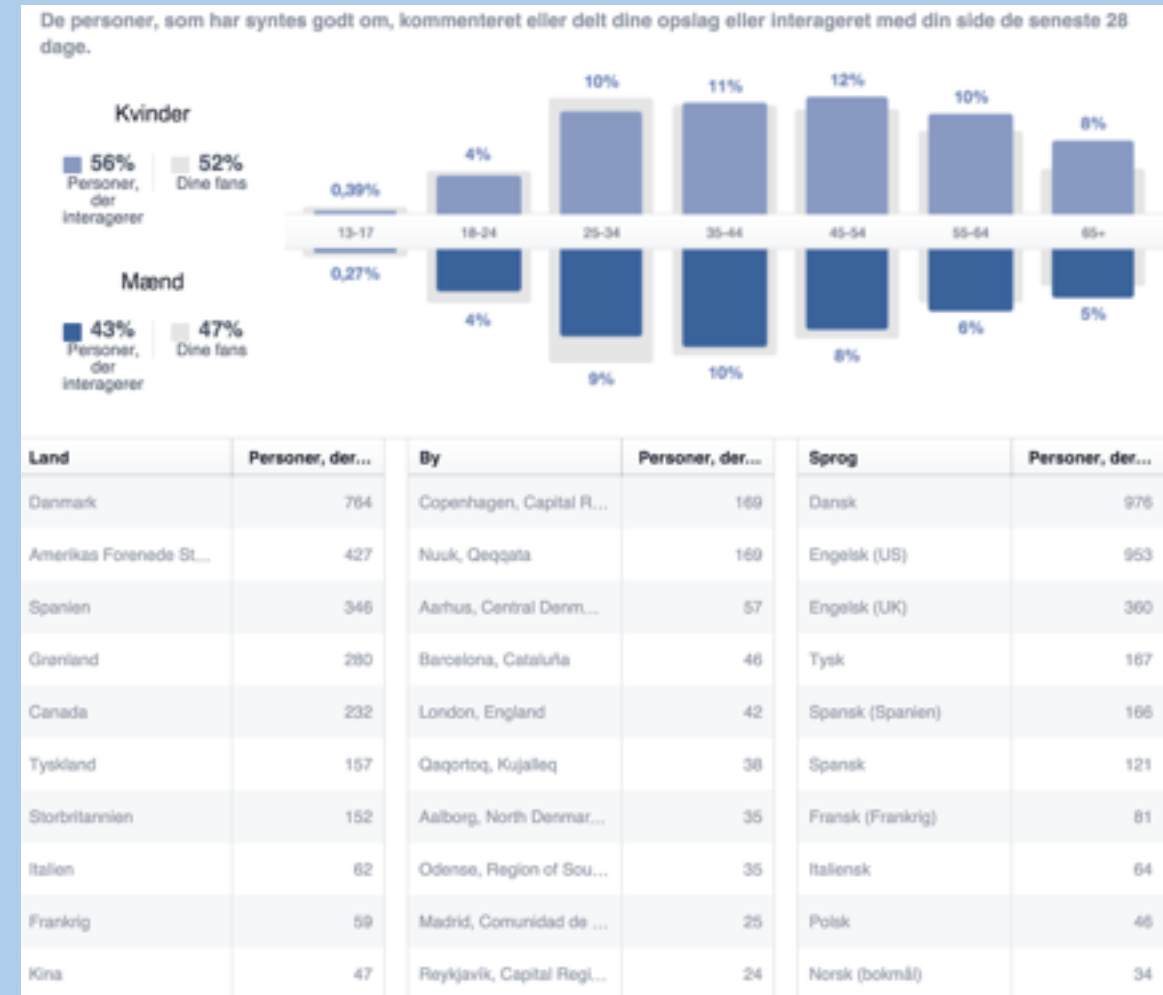 De personer, som har syntes godt om, kommenteret eller delt dine opslag eller interageret med din side de seneste 28
dage.
Kvinder
56%
Personer,
der
interagerer
52%
Dine fans
0,39%
4%
10%
11%
12%
10%
8%
13-17
18-24
25-34
35-44
45-54
55-64
65+
Mænd
43%
Personer,
der
interagerer
47%
Dine fans
0,27%
4%
9%
10%
8%
6%
5%
Land Personer, der...
Danmark 764
Amerikas Forenede St... 427
Spanien 346
Grønland 280
Canada 232
Tyskland 157
Storbritannien 152
Italien 62
Frankrig 59
Kina 47
By Personer, der...
Copenhagen, Capital R... 169
Nuuk, Qeqqata 169
Aarhus, Central Denm... 57
Barcelona, Cataluña 46
London, England 42
Qaqortoq, Kujalleq 38
Aalborg, North Denmar... 35
Odense, Region of Sou... 35
Madrid, Comunidad de ... 25
Reykjavík, Capital Regi... 24
Sprog Personer, der...
Dansk 976
Engelsk (US) 953
Engelsk (UK) 360
Tysk 167
Spansk (Spanien) 166
Spansk 121
Fransk (Frankrig) 81
Italiensk 64
Polsk 46
Norsk (bokmål) 34